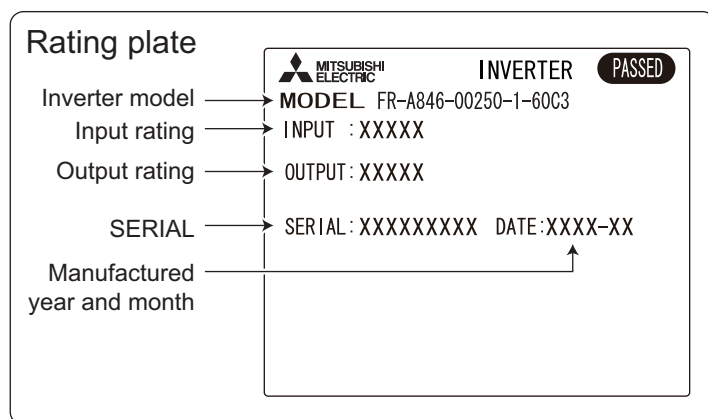 Rating plate
MITSUBISHI ELECTRIC INVERTER PASSED
Inverter model MODEL FR-A846-00250-1-60C3
Input rating INPUT :XXXXX
Output rating OUTPUT:XXXXX
SERIAL SERIAL:XXXXXXXXX DATE:XXXX-XX
Manufactured
year and month